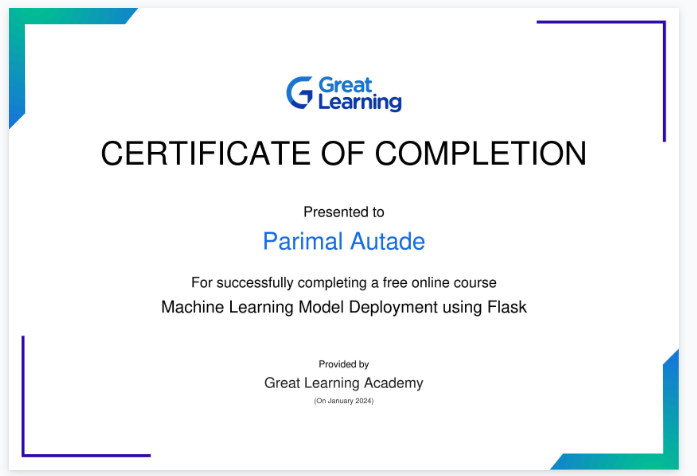 Great
Learning
CERTIFICATE OF COMPLETION
Presented to
Parimal Autade
For successfully completing a free online course
Machine Learning Model Deployment using Flask
Provided by
Great Learning Academy
(On January 2024)